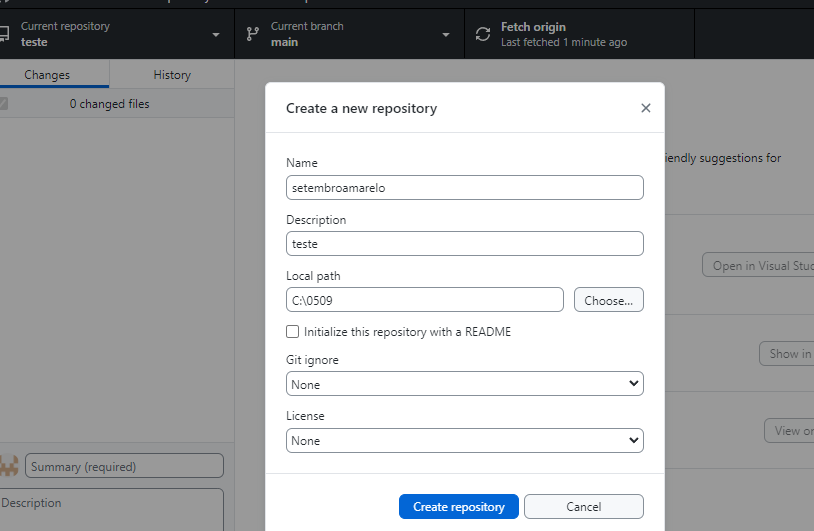 Current repository
teste
Current branch
main
Fetch origin
Last fetched 1 minute ago
Changes
History
0 changed files
Create a new repository
Name
setembroamarelo
Description
teste
Local path
C:\0509
Choose...
Initialize this repository with a README
Git ignore
None
License
None
Create repository
Cancel
iendly suggestions for
Open in Visual Stud
Show in
View or
Summary (required)
Description